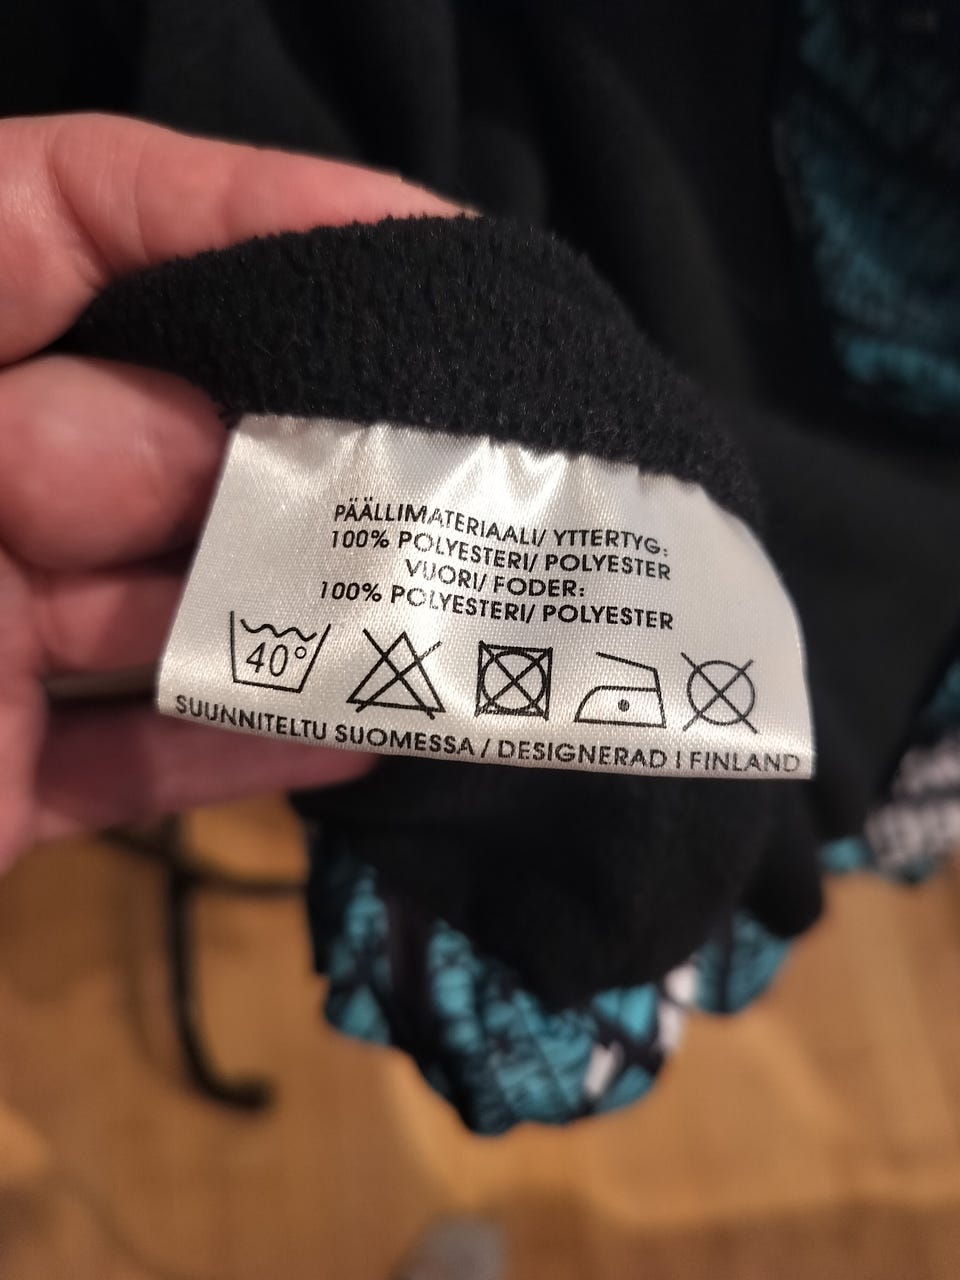 PÄÄLLIMATERIAALI/ YTTERTYG:
100% POLYESTERI/ POLYESTER
VUORI/ FODER:
100% POLYESTERI/ POLYESTER
40°
SUUNNITELTU SUOMESSA / DESIGNERAD I FINLAND